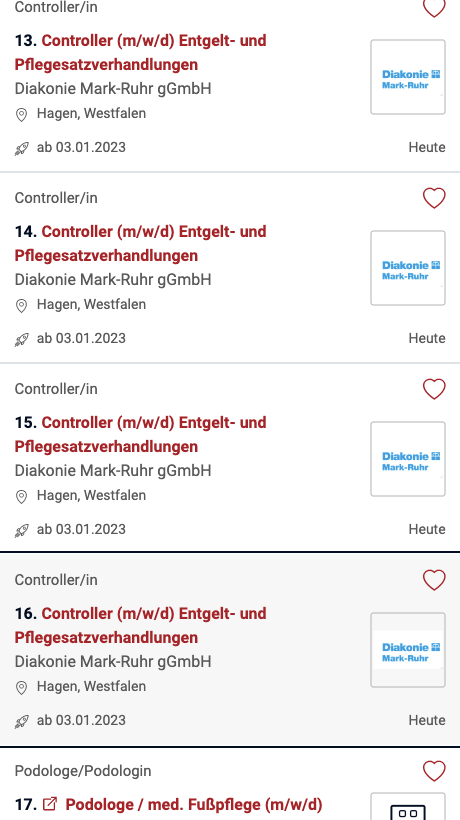 Controller/in
13. Controller (m/w/d) Entgelt- und
Pflegesatzverhandlungen
Diakonie Mark-Ruhr gGmbH
Hagen, Westfalen
ab 03.01.2023
Heute
Diakonie
Mark-Ruhr
Controller/in
14. Controller (m/w/d) Entgelt- und
Pflegesatzverhandlungen
Diakonie Mark-Ruhr gGmbH
Hagen, Westfalen
ab 03.01.2023
Heute
Diakonie
Mark-Ruhr
Controller/in
15. Controller (m/w/d) Entgelt- und
Pflegesatzverhandlungen
Diakonie Mark-Ruhr gGmbH
Hagen, Westfalen
ab 03.01.2023
Heute
Diakonie
Mark-Ruhr
Controller/in
16. Controller (m/w/d) Entgelt- und
Pflegesatzverhandlungen
Diakonie Mark-Ruhr gGmbH
Hagen, Westfalen
ab 03.01.2023
Heute
Diakonie
Mark-Ruhr
Podologe/Podologin
17. Podologe / med. Fußpflege (m/w/d)